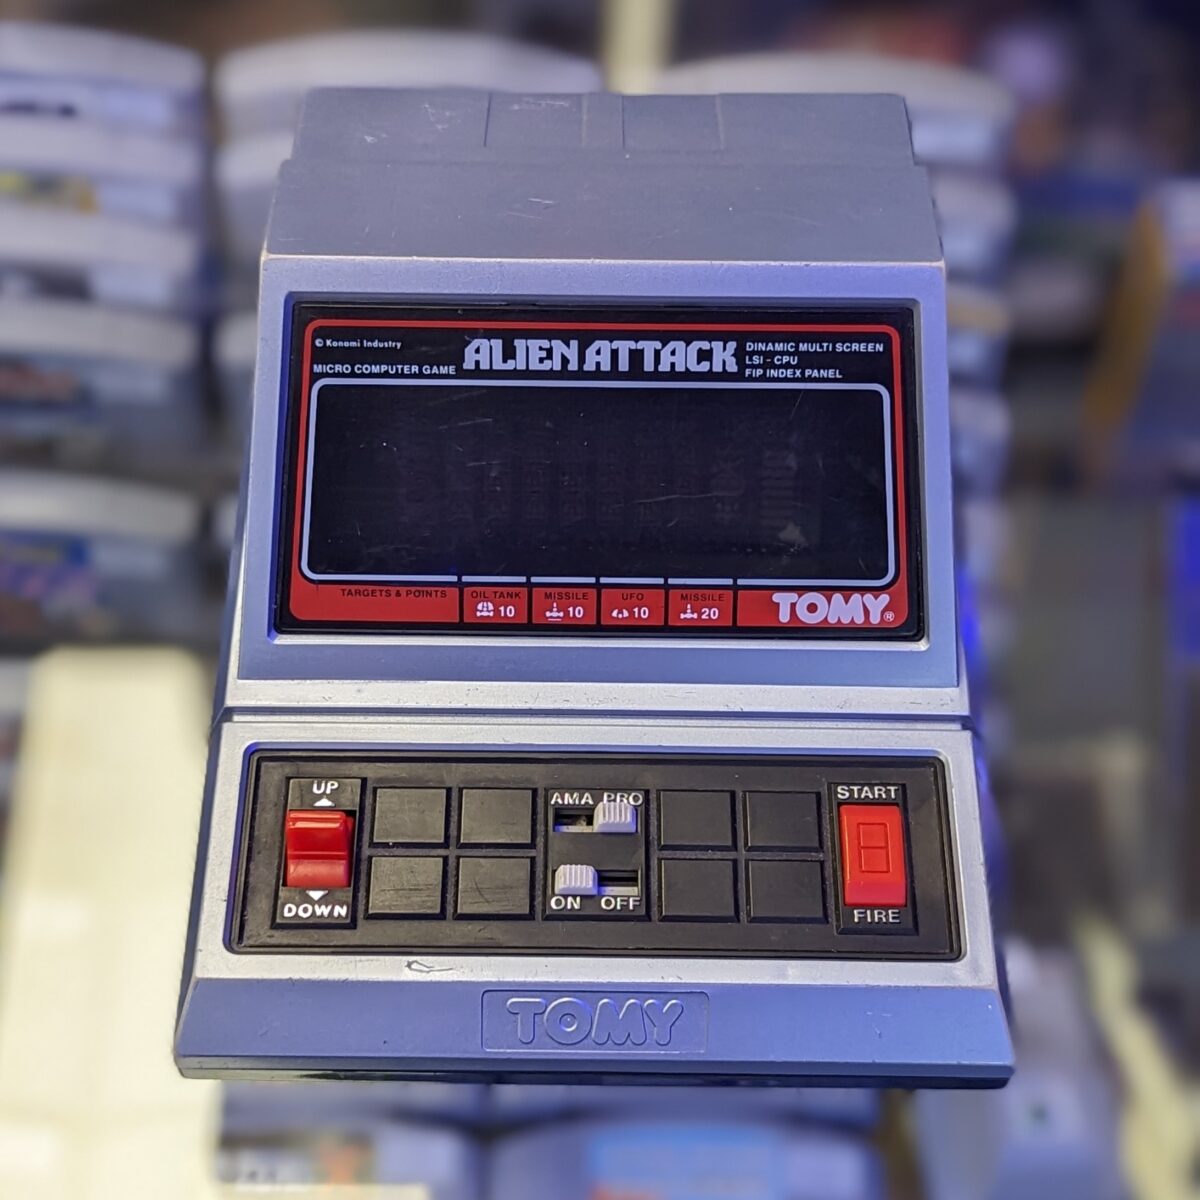 © Konami Industry
MICRO COMPUTER GAME
ALIEN ATTACK
DINAMIC MULTI SCREEN
LSI - CPU
FIP INDEX PANEL
TARGETS & POINTS
OIL TANK
10
MISSILE
10
UFO
10
MISSILE
20
TOMY®
UP
DOWN
AMA PRO
ON OFF
START
FIRE
TOMY